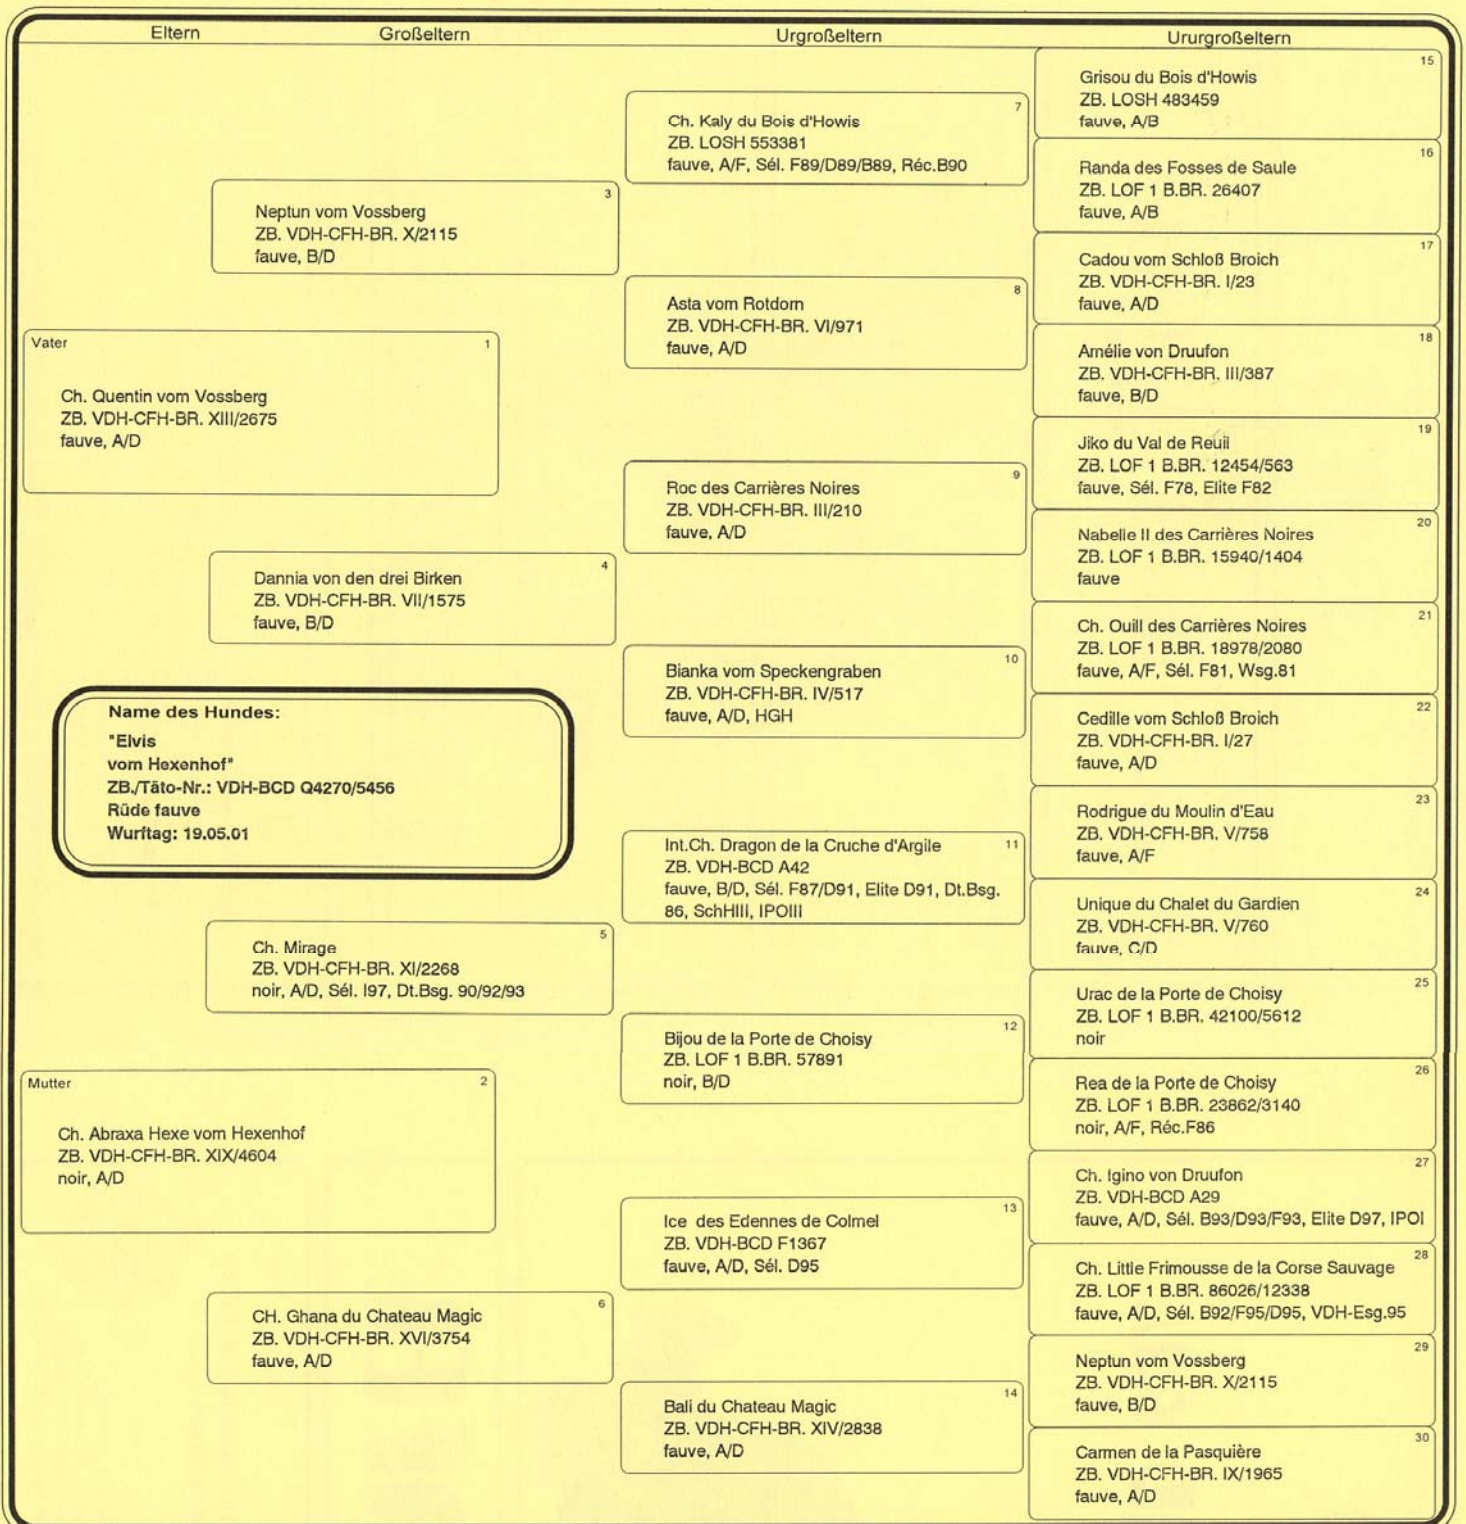 Eltern
Großeltern
Urgroßeltern
Ururgroßeltern
Vater
1
Ch. Quentin vom Vossberg
ZB. VDH-CFH-BR. XIII/2675
fauve, A/D
Name des Hundes:
"Elvis
vom Hexenhof"
ZB./Täto-Nr.: VDH-BCD Q4270/5456
Rüde fauve
Wurftag: 19.05.01
Mutter
2
Ch. Abraxa Hexe vom Hexenhof
ZB. VDH-CFH-BR. XIX/4604
noir, A/D
3
Neptun vom Vossberg
ZB. VDH-CFH-BR. X/2115
fauve, B/D
4
Dannia von den drei Birken
ZB. VDH-CFH-BR. VII/1575
fauve, B/D
5
Ch. Mirage
ZB. VDH-CFH-BR. XI/2268
noir, A/D, Sél. I97, Dt.Bsg. 90/92/93
6
CH. Ghana du Chateau Magic
ZB. VDH-CFH-BR. XVI/3754
fauve, A/D
7
Ch. Kaly du Bois d'Howis
ZB. LOSH 553381
fauve, A/F, Sél. F89/D89/B89, Réc.B90
8
Asta vom Rotdorn
ZB. VDH-CFH-BR. VI/971
fauve, A/D
9
Roc des Carrières Noires
ZB. VDH-CFH-BR. III/210
fauve, A/D
10
Bianka vom Speckengraben
ZB. VDH-CFH-BR. IV/517
fauve, A/D, HGH
11
Int.Ch. Dragon de la Cruche d'Argile
ZB. VDH-BCD A42
fauve, B/D, Sél. F87/D91, Elite D91, Dt.Bsg.
86, SchHIII, IPOIII
12
Bijou de la Porte de Choisy
ZB. LOF 1 B.BR. 57891
noir, B/D
13
Ice des Edennes de Colmel
ZB. VDH-BCD F1367
fauve, A/D, Sél. D95
14
Bali du Chateau Magic
ZB. VDH-CFH-BR. XIV/2838
fauve, A/D
15
Grisou du Bois d'Howis
ZB. LOSH 483459
fauve, A/B
16
Randa des Fosses de Saule
ZB. LOF 1 B.BR. 26407
fauve, A/B
17
Cadou vom Schloß Broich
ZB. VDH-CFH-BR. I/23
fauve, A/D
18
Amélie von Druufon
ZB. VDH-CFH-BR. III/387
fauve, B/D
19
Jiko du Val de Reuil
ZB. LOF 1 B.BR. 12454/563
fauve, Sél. F78, Elite F82
20
Nabelle II des Carrières Noires
ZB. LOF 1 B.BR. 15940/1404
fauve
21
Ch. Ouill des Carrières Noires
ZB. LOF 1 B.BR. 18978/2080
fauve, A/F, Sél. F81, Wsg.81
22
Cedille vom Schloß Broich
ZB. VDH-CFH-BR. I/27
fauve, A/D
23
Rodrigue du Moulin d'Eau
ZB. VDH-CFH-BR. V/758
fauve, A/F
24
Unique du Chalet du Gardien
ZB. VDH-CFH-BR. V/760
fauve, C/D
25
Urac de la Porte de Choisy
ZB. LOF 1 B.BR. 42100/5612
noir
26
Rea de la Porte de Choisy
ZB. LOF 1 B.BR. 23862/3140
noir, A/F, Réc.F86
27
Ch. Igino von Druufon
ZB. VDH-BCD A29
fauve, A/D, Sél. B93/D93/F93, Elite D97, IPOI
28
Ch. Little Frimousse de la Corse Sauvage
ZB. LOF 1 B.BR. 86026/12338
fauve, A/D, Sél. B92/F95/D95, VDH-Esg.95
29
Neptun vom Vossberg
ZB. VDH-CFH-BR. X/2115
fauve, B/D
30
Carmen de la Pasquière
ZB. VDH-CFH-BR. IX/1965
fauve, A/D